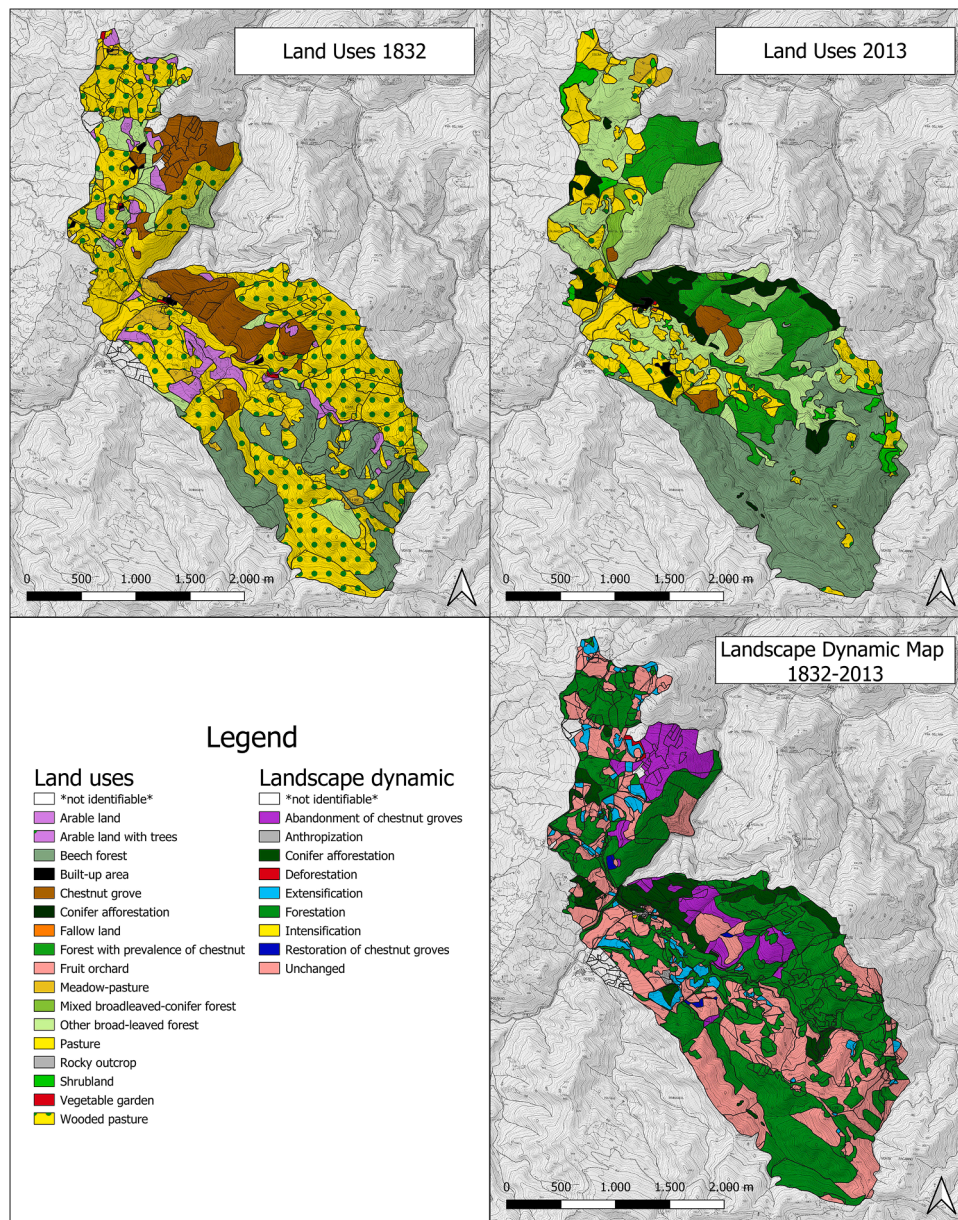 Land Uses 1832
Land Uses 2013
0 500 1.000 1.500 2.000 m
0 500 1.000 1.500 2.000 m
Landscape Dynamic Map
1832-2013
Legend
Land uses
*not identifiable*
Arable land
Arable land with trees
Beech forest
Built-up area
Chestnut grove
Conifer afforestation
Fallow land
Forest with prevalence of chestnut
Fruit orchard
Meadow-pasture
Mixed broadleaved-conifer forest
Other broad-leaved forest
Pasture
Rocky outcrop
Shrubland
Vegetable garden
Wooded pasture
Landscape dynamic
*not identifiable*
Abandonment of chestnut groves
Anthropization
Conifer afforestation
Deforestation
Extensification
Forestation
Intensification
Restoration of chestnut groves
Unchanged
0 500 1.000 1.500 2.000 m